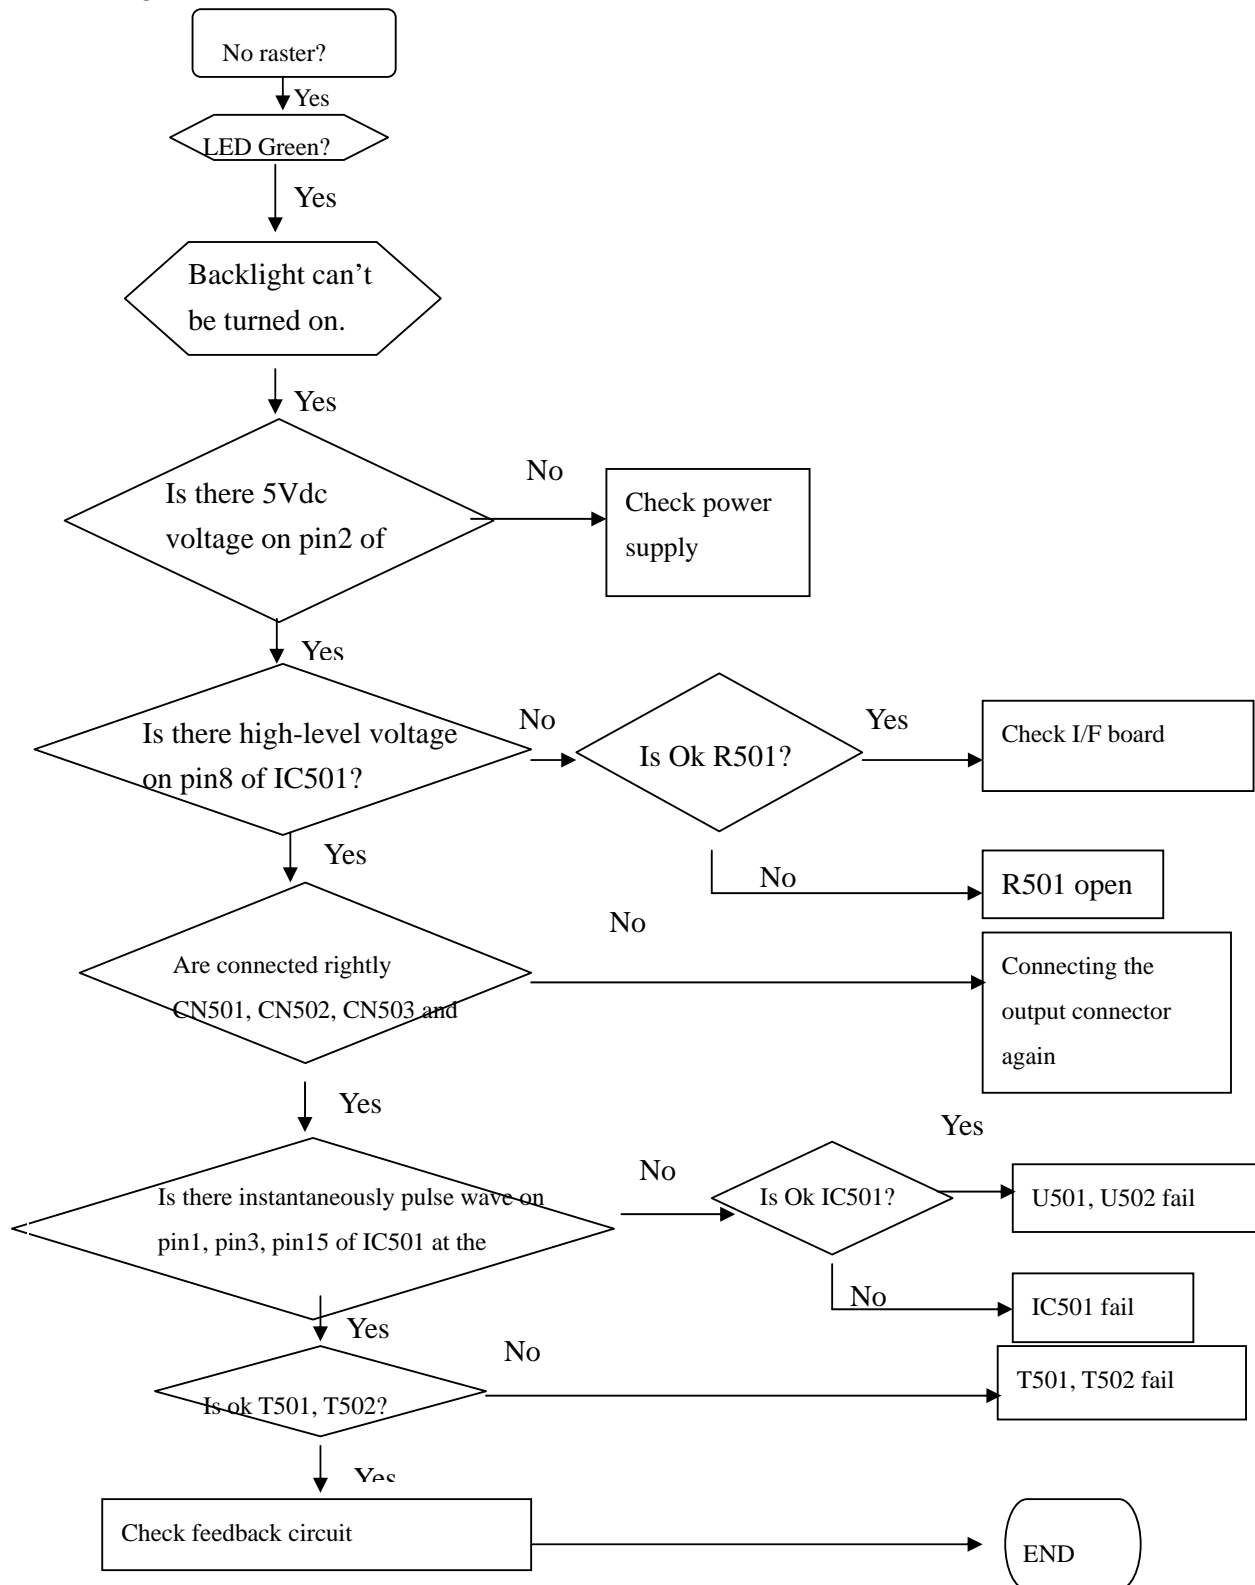 No raster?
Yes
LED Green?
Yes
Backlight can't
be turned on.
Yes
Is there 5Vdc
voltage on pin2 of
No
Check power
supply
Yes
Is there high-level voltage
on pin8 of IC501?
No
Is Ok R501?
Yes
Check I/F board
No
R501 open
Yes
Are connected rightly
CN501, CN502, CN503 and
No
Connecting the
output connector
again
Yes
Is there instantaneously pulse wave on
pin1, pin3, pin15 of IC501 at the
No
Is Ok IC501?
Yes
U501, U502 fail
No
IC501 fail
Yes
Is ok T501, T502?
No
T501, T502 fail
Yes
Check feedback circuit
END